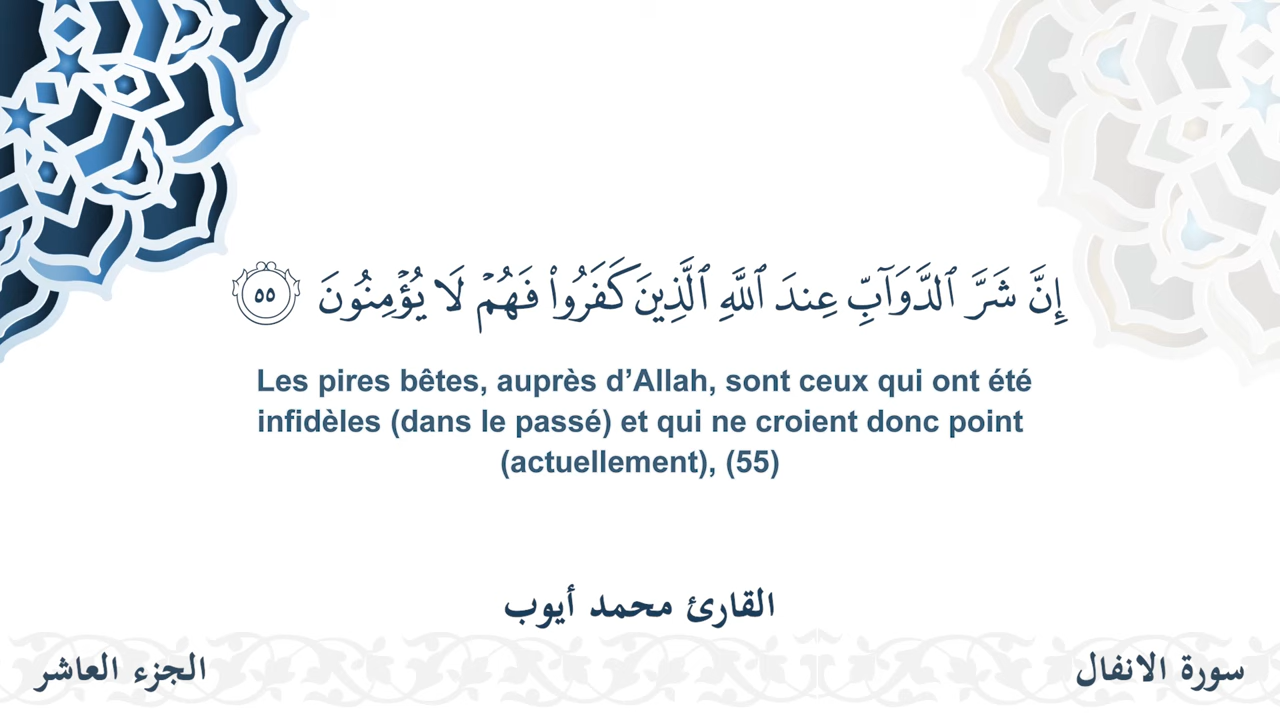 إِنَّ شَرَّ ٱلدَّوَآبِّ عِندَ ٱللَّهِ ٱلَّذِينَ كَفَرُوا۟ فَهُمْ لَا يُؤْمِنُونَ ٥٥
Les pires bêtes, auprès d’Allah, sont ceux qui ont été
infidèles (dans le passé) et qui ne croient donc point
(actuellement), (55)
القارئ محمد أيوب
سورة الانفال
الجزء العاشر